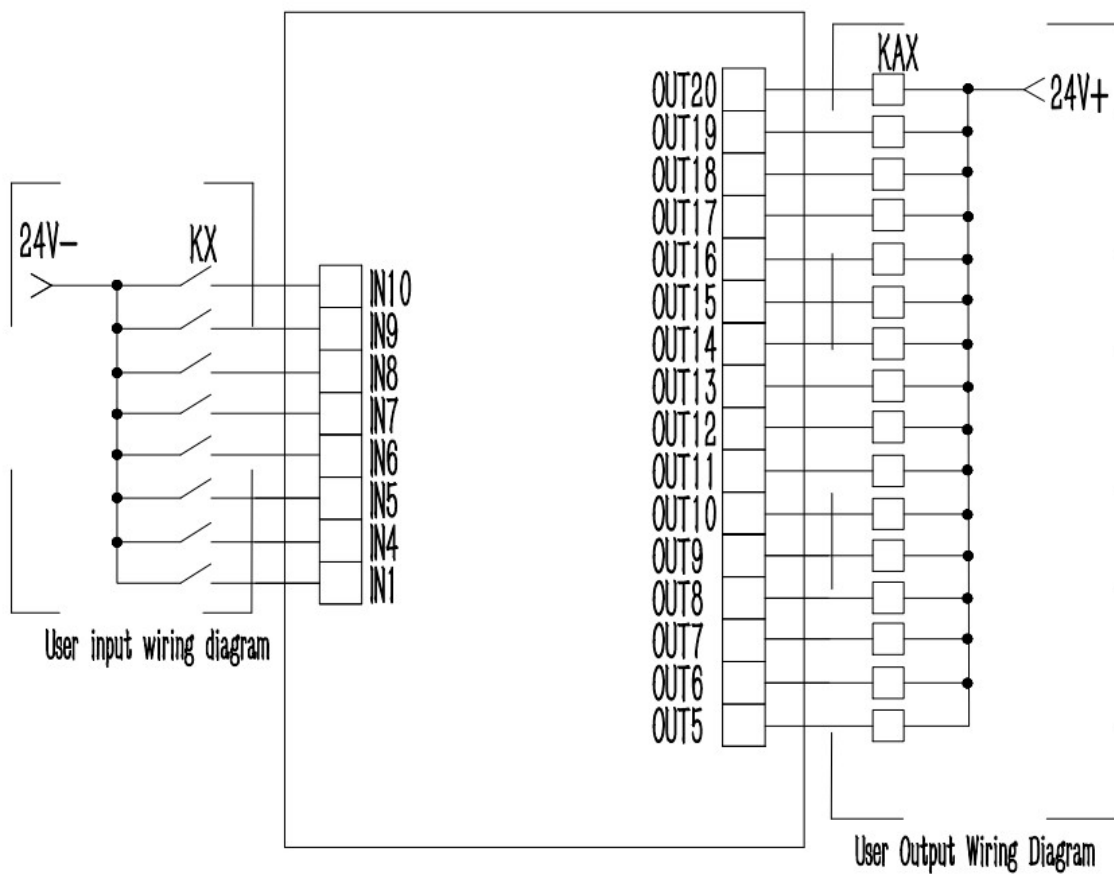 24V-
KX
IN10
IN9
IN8
IN7
IN6
IN5
IN4
IN1
User input wiring diagram
KAX
24V+
OUT20
OUT19
OUT18
OUT17
OUT16
OUT15
OUT14
OUT13
OUT12
OUT11
OUT10
OUT9
OUT8
OUT7
OUT6
OUT5
User Output Wiring Diagram